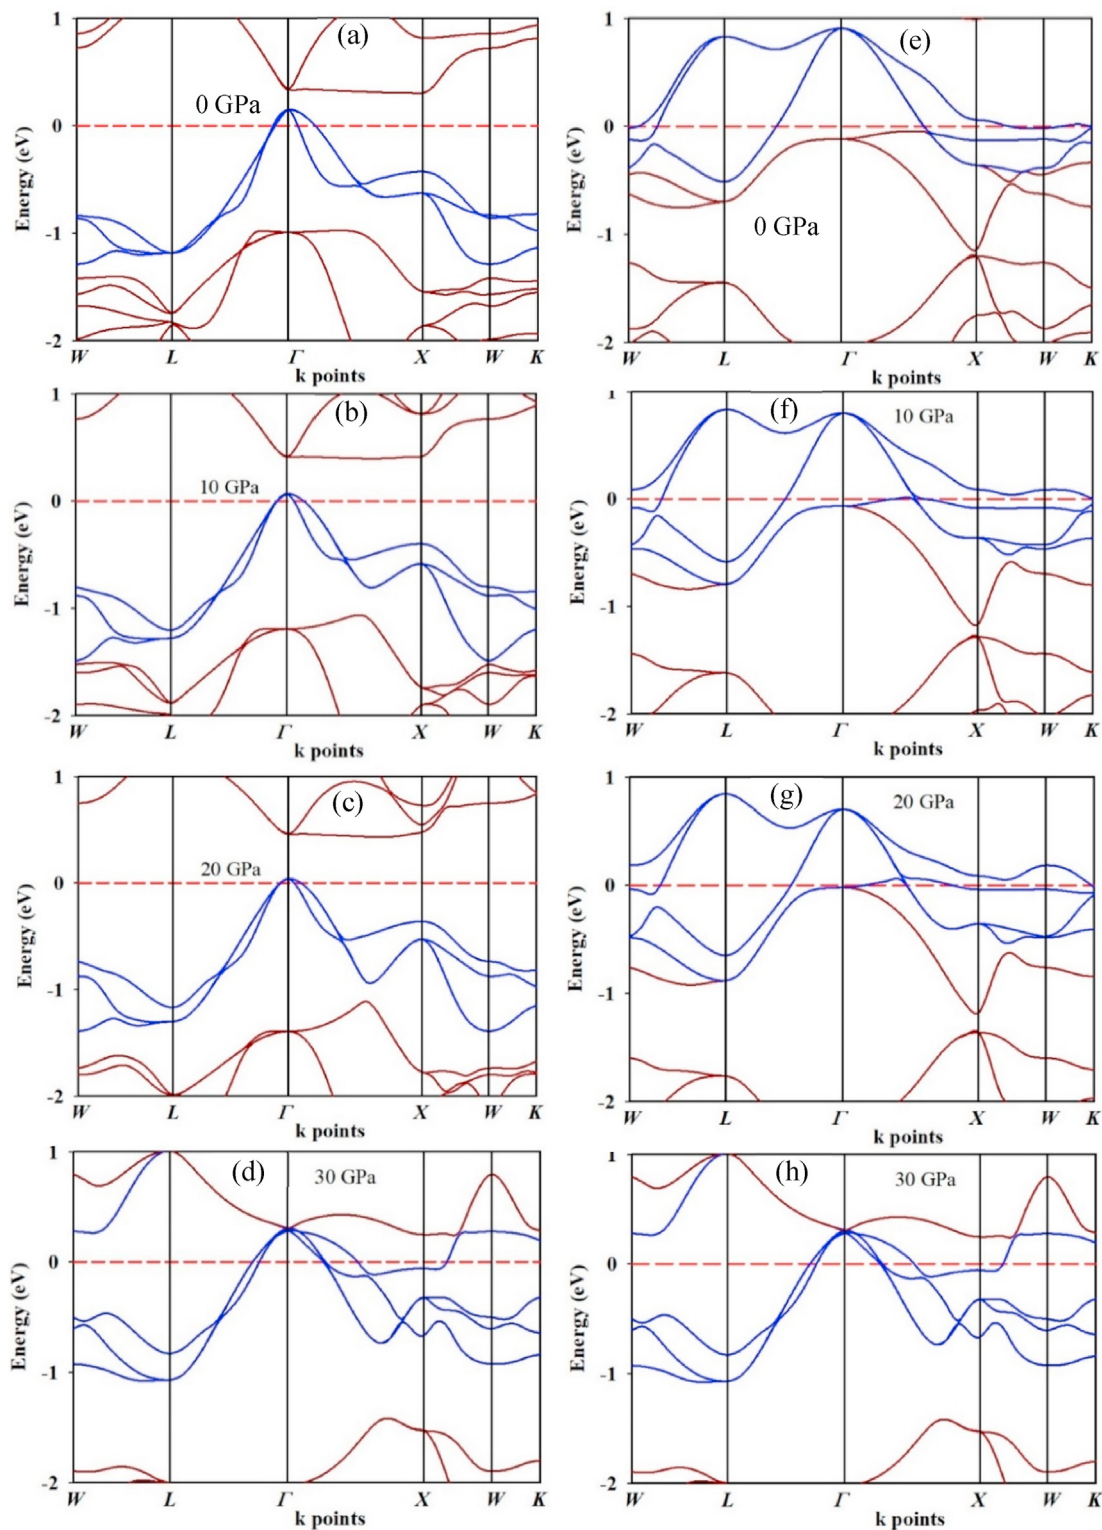 1 (a) 1 (e)
0 GPa
0 0
Energy (eV) Energy (eV)
-1 0 GPa -1
-2 -2
W L Γ X W K W L Γ X W K
k points k points
1 (b) 1 (f) 10 GPa
10 GPa
0 0
Energy (eV) Energy (eV)
-1 -1
-2 -2
W L Γ X W K W L Γ X W K
k points k points
1 (c) 1 (g) 20 GPa
20 GPa
0 0
Energy (eV) Energy (eV)
-1 -1
-2 -2
W L Γ X W K W L Γ X W K
k points k points
1 (d) 30 GPa 1 (h) 30 GPa
0 0
Energy (eV) Energy (eV)
-1 -1
-2 -2
W L Γ X W K W L Γ X W K
k points k points